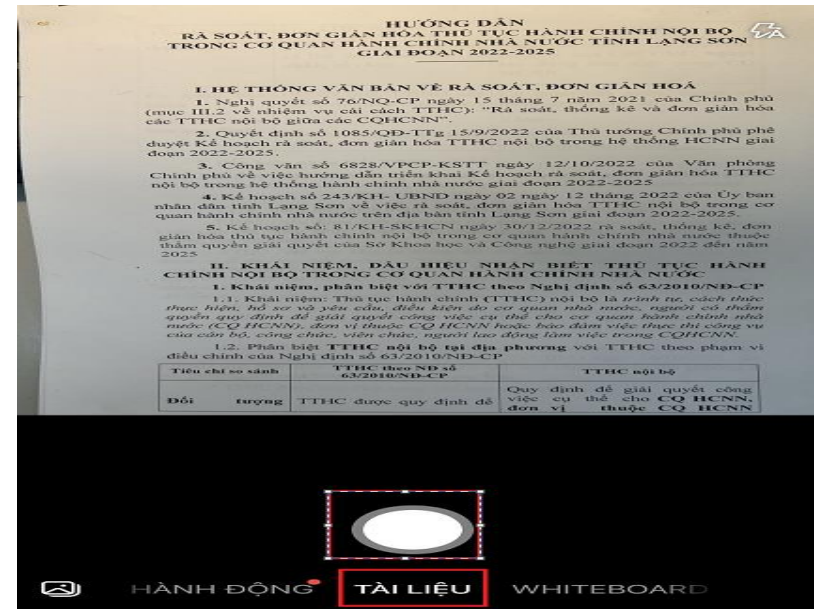 HƯỚNG DẪN
RÀ SOÁT, ĐƠN GIẢN HÓA THỦ TỤC HÀNH CHÍNH NỘI BỘ
TRONG CƠ QUAN HÀNH CHÍNH NHÀ NƯỚC TỈNH LẠNG SƠN
GIAI ĐOẠN 2022-2025
I. HỆ THỐNG VĂN BẢN VỀ RÀ SOÁT, ĐƠN GIẢN HOÁ
1. Nghị quyết số 76/NQ-CP ngày 15 tháng 7 năm 2021 của Chính phủ
(mục III.2 về nhiệm vụ cải cách TTHC): “Rà soát, thống kê và đơn giản hóa
các TTHC nội bộ giữa các CQHCNN”.
2. Quyết định số 1085/QĐ-TTg 15/9/2022 của Thủ tướng Chính phủ phê
duyệt Kế hoạch rà soát, đơn giản hóa TTHC nội bộ trong hệ thống HCNN giai
đoạn 2022-2025.
3. Công văn số 6828/VPCP-KSTT ngày 12/10/2022 của Văn phòng
Chính phủ về việc hướng dẫn triển khai Kế hoạch rà soát, đơn giản hóa TTHC
nội bộ trong hệ thống hành chính nhà nước giai đoạn 2022-2025
4. Kế hoạch số 243/KH- UBND ngày 02 ngày 12 tháng 2022 của Ủy ban
nhân dân tỉnh Lạng Sơn về việc rà soát, đơn giản hóa TTHC nội bộ trong cơ
quan hành chính nhà nước trên địa bàn tỉnh Lạng Sơn giai đoạn 2022-2025.
5. Kế hoạch số: 81/KH-SKHCN ngày 30/12/2022 rà soát, thống kê, đơn
giản hóa thủ tục hành chính nội bộ trong cơ quan hành chính nhà nước thuộc
thẩm quyền giải quyết của Sở Khoa học và Công nghệ giai đoạn 2022 đến năm
2025
II. KHÁI NIỆM, DẤU HIỆU NHẬN BIẾT THỦ TỤC HÀNH
CHÍNH NỘI BỘ TRONG CƠ QUAN HÀNH CHÍNH NHÀ NƯỚC
1. Khái niệm, phân biệt với TTHC theo Nghị định số 63/2010/NĐ-CP
1.1. Khái niệm: Thủ tục hành chính (TTHC) nội bộ là trình tự, cách thức
thực hiện, hồ sơ và yêu cầu, điều kiện do cơ quan nhà nước, người có thẩm
quyền quy định để giải quyết công việc cụ thể cho cơ quan hành chính nhà
nước (CQ HCNN), đơn vị thuộc CQ HCNN hoặc bảo đảm việc thực thi công vụ
của cán bộ, công chức, viên chức, người lao động làm việc trong CQHCNN.
1.2. Phân biệt TTHC nội bộ tại địa phương với TTHC theo phạm vi
điều chỉnh của Nghị định số 63/2010/NĐ-CP
Tiêu chí so sánh TTHC theo NĐ số TTHC nội bộ
63/2010/NĐ-CP
Quy định để giải quyết công
Đối tượng TTHC được quy định để việc cụ thể cho CQ HCNN,
đơn vị thuộc CQ HCNN
HÀNH ĐỘNG TÀI LIỆU WHITEBOARD